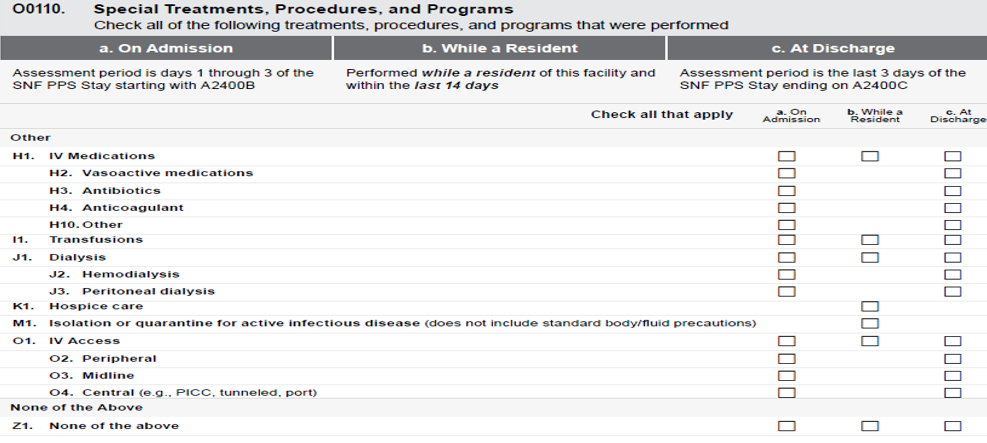 O0110. Special Treatments, Procedures, and Programs
Check all of the following treatments, procedures, and programs that were performed
a. On Admission b. While a Resident c. At Discharge
Assessment period is days 1 through 3 of the
SNF PPS Stay starting with A2400B
Performed while a resident of this facility and
within the last 14 days
Assessment period is the last 3 days of the
SNF PPS Stay ending on A2400C
Check all that apply
a. On
Admission
b. While a
Resident
c. At
Discharge
Other
H1. IV Medications
H2. Vasoactive medications
H3. Antibiotics
H4. Anticoagulant
H10. Other
I1. Transfusions
J1. Dialysis
J2. Hemodialysis
J3. Peritoneal dialysis
K1. Hospice care
M1. Isolation or quarantine for active infectious disease (does not include standard body/fluid precautions)
O1. IV Access
O2. Peripheral
O3. Midline
O4. Central (e.g., PICC, tunneled, port)
None of the Above
Z1. None of the above